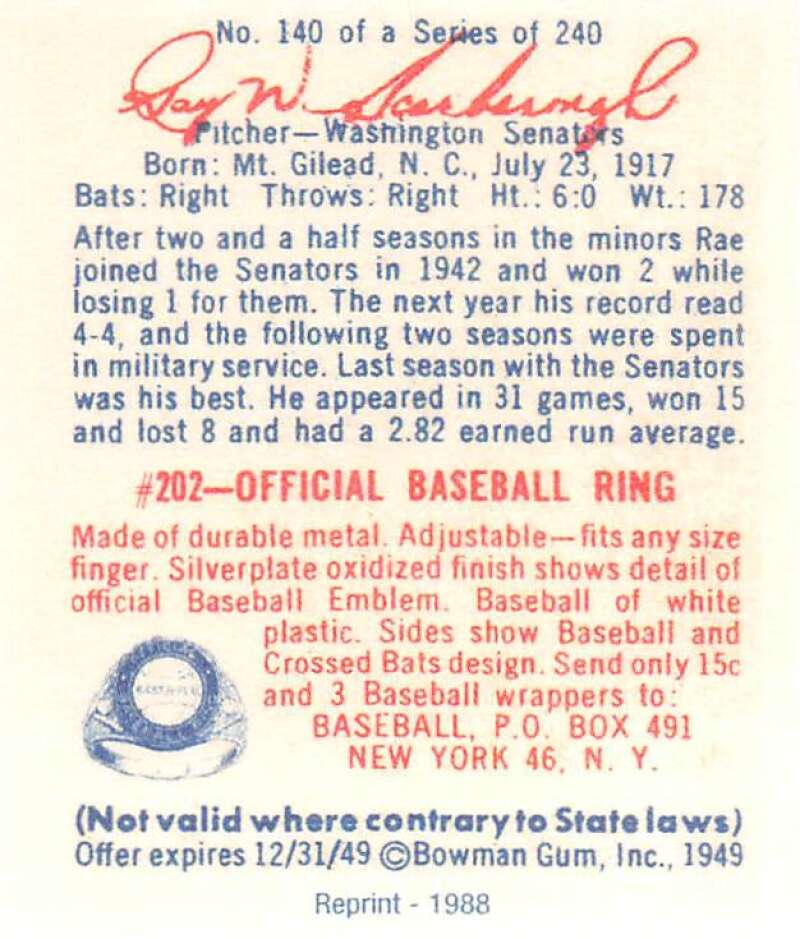 No. 140 of a Series of 240
Ray W. Scarborough
Pitcher—Washington Senators
Born: Mt. Gilead, N. C., July 23, 1917
Bats: Right Throws: Right Ht.: 6:0 Wt.: 178
After two and a half seasons in the minors Rae
joined the Senators in 1942 and won 2 while
losing 1 for them. The next year his record read
4-4, and the following two seasons were spent
in military service. Last season with the Senators
was his best. He appeared in 31 games, won 15
and lost 8 and had a 2.82 earned run average.
#202—OFFICIAL BASEBALL RING
Made of durable metal. Adjustable—fits any size
finger. Silverplate oxidized finish shows detail of
official Baseball Emblem. Baseball of white
plastic. Sides show Baseball and
Crossed Bats design. Send only 15c
and 3 Baseball wrappers to:
BASEBALL, P.O. BOX 491
NEW YORK 46, N. Y.
(Not valid where contrary to State laws)
Offer expires 12/31/49 ©Bowman Gum, Inc., 1949
Reprint - 1988